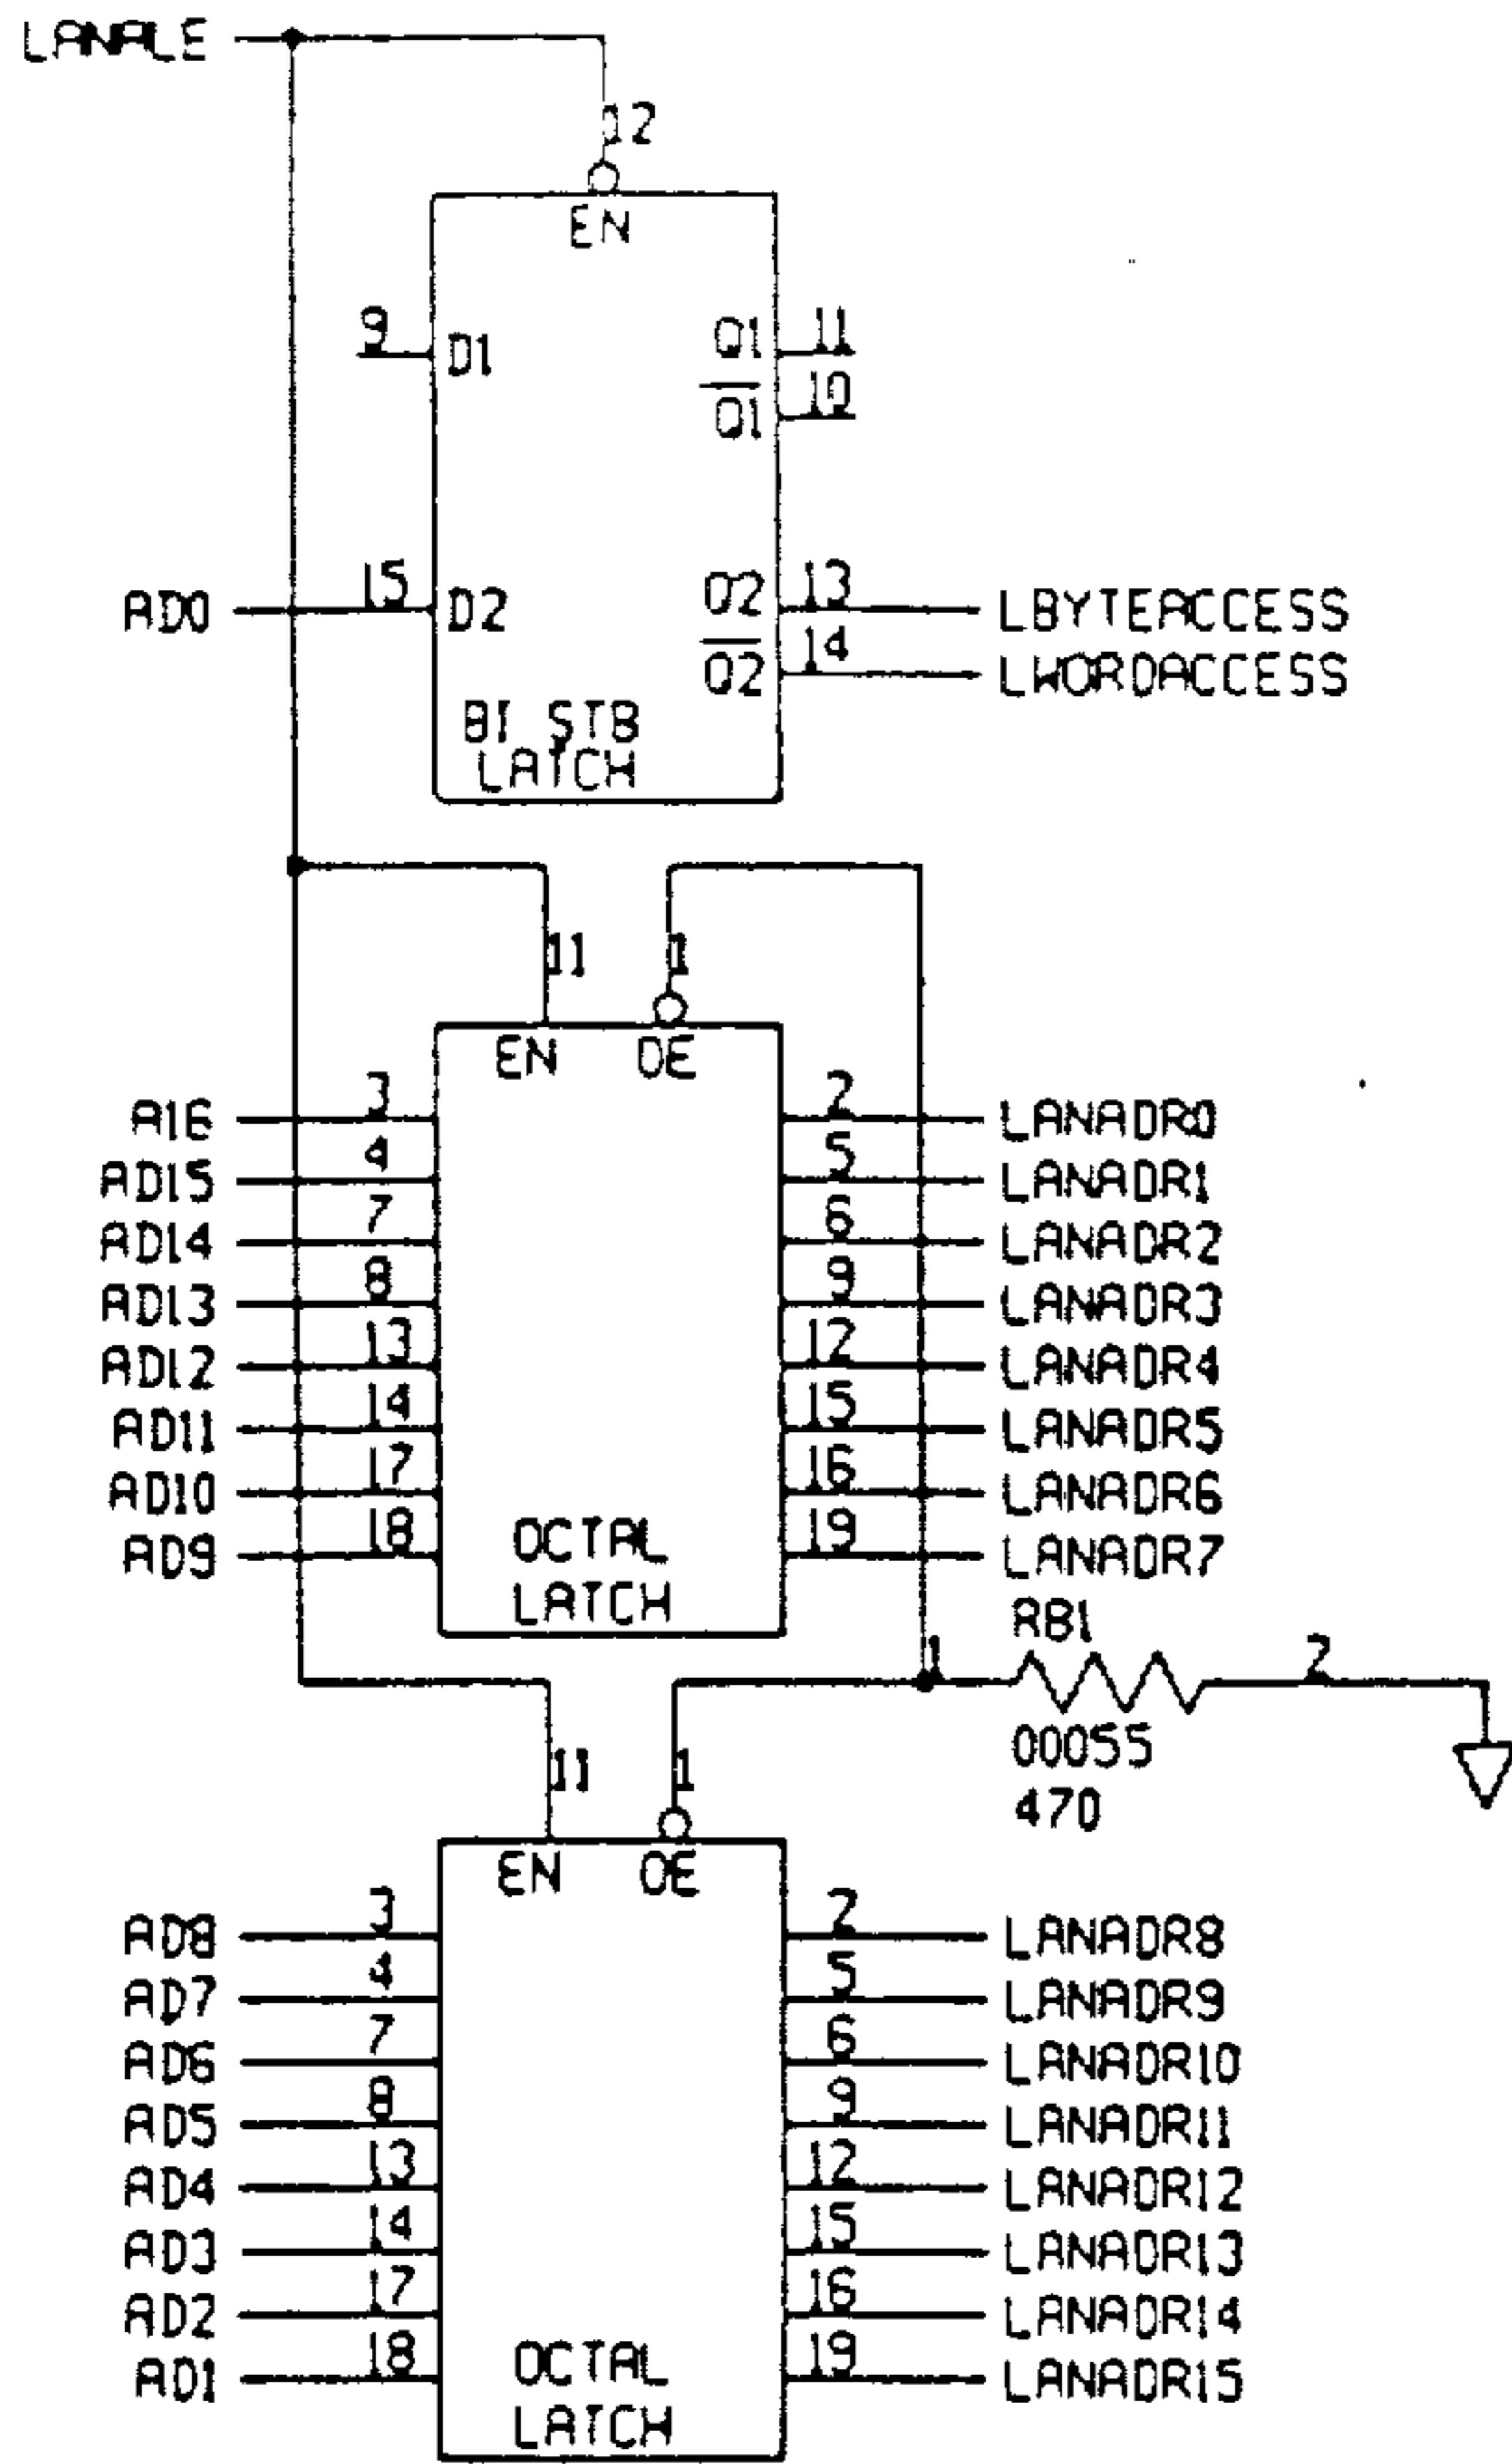 LANALE
12
EN
9 D1 Q1 11
Q1 10
AD0 15 D2 Q2 13 LBYTEACCESS
Q2 14 LWORDACCESS
BI STB
LATCH
11 1
EN OE
A16 3 2 LANADR0
AD15 4 5 LANADR1
AD14 7 6 LANADR2
AD13 8 9 LANADR3
AD12 13 12 LANADR4
AD11 14 15 LANADR5
AD10 17 16 LANADR6
AD9 18 19 LANADR7
OCTAL
LATCH
RB1
1 2
00055
470
11 1
EN OE
AD8 3 2 LANADR8
AD7 4 5 LANADR9
AD6 7 6 LANADR10
AD5 8 9 LANADR11
AD4 13 12 LANADR12
AD3 14 15 LANADR13
AD2 17 16 LANADR14
AD1 18 19 LANADR15
OCTAL
LATCH